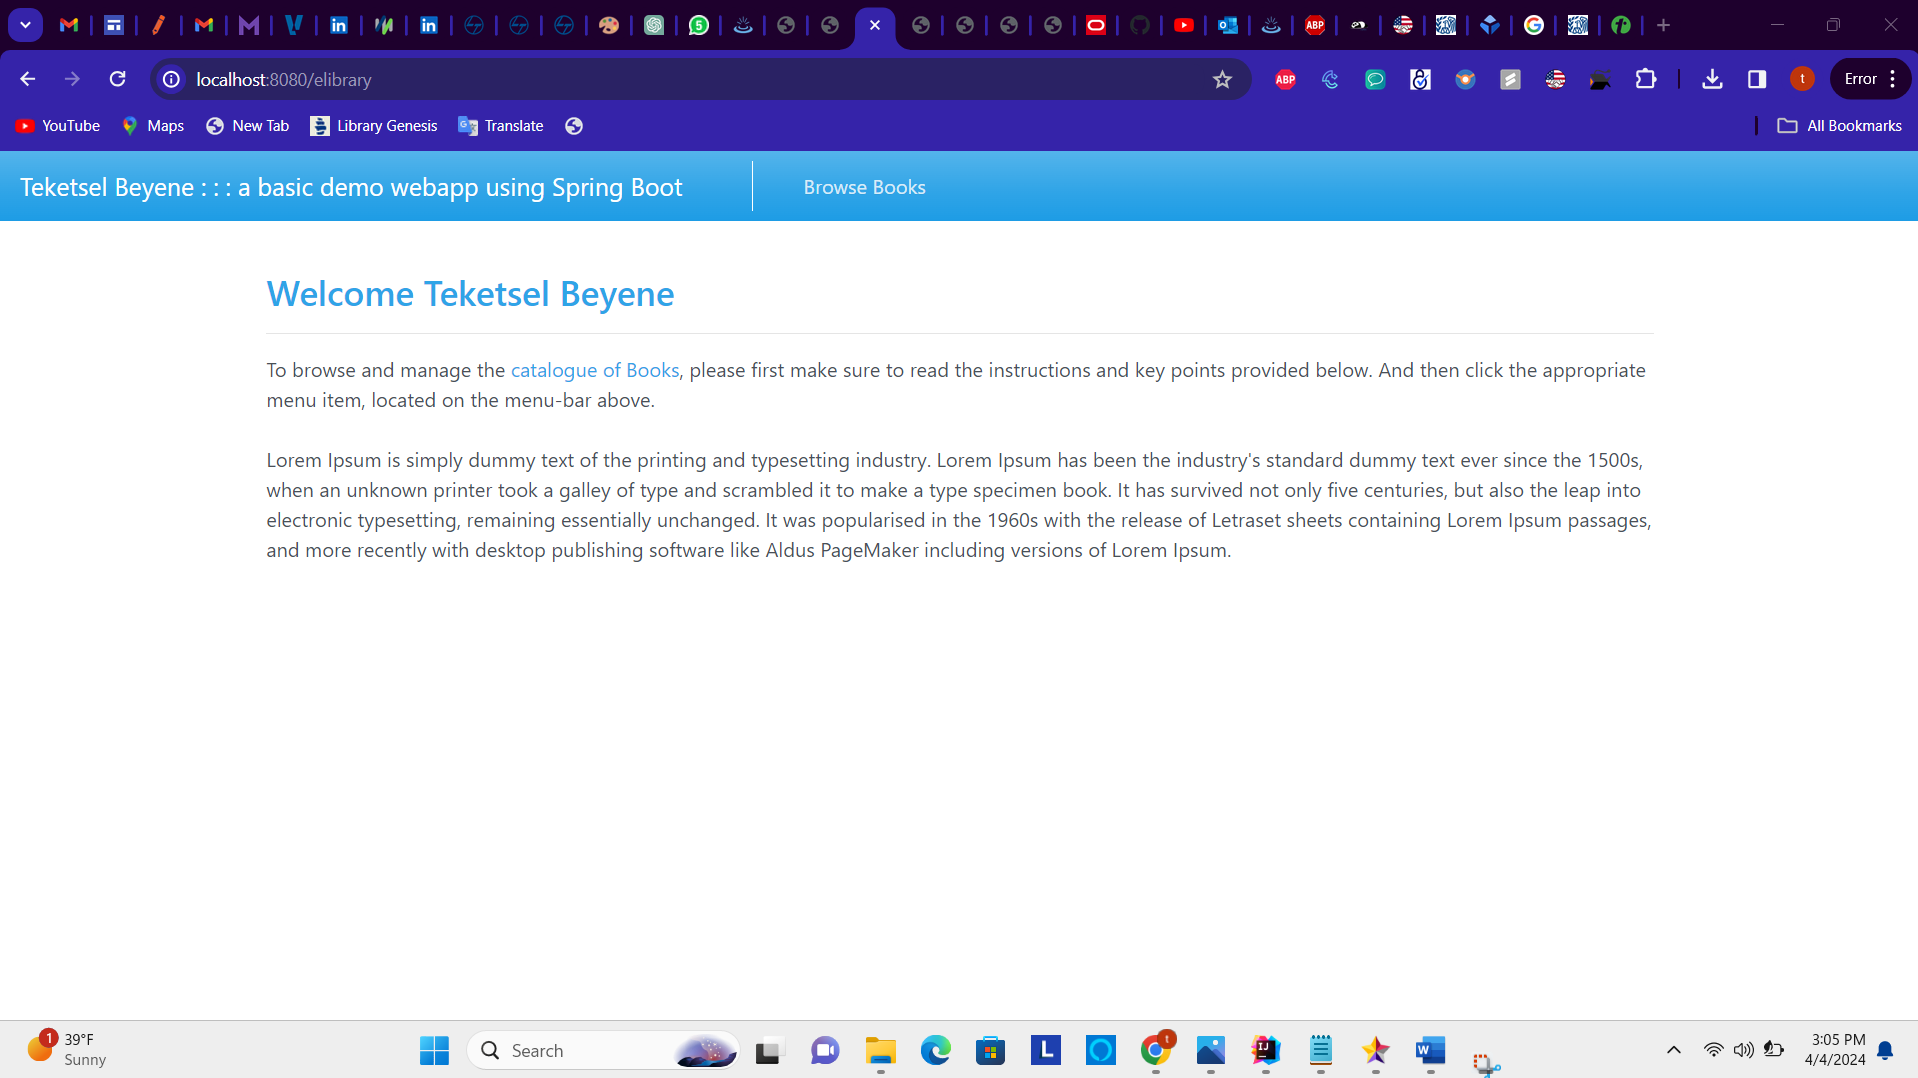 5
ABP
localhost:8080/elibrary
ABP
t
Error
YouTube
Maps
New Tab
Library Genesis
Translate
All Bookmarks
Teketsel Beyene : : : a basic demo webapp using Spring Boot
Browse Books
Welcome Teketsel Beyene
To browse and manage the catalogue of Books, please first make sure to read the instructions and key points provided below. And then click the appropriate
menu item, located on the menu-bar above.
Lorem Ipsum is simply dummy text of the printing and typesetting industry. Lorem Ipsum has been the industry's standard dummy text ever since the 1500s,
when an unknown printer took a galley of type and scrambled it to make a type specimen book. It has survived not only five centuries, but also the leap into
electronic typesetting, remaining essentially unchanged. It was popularised in the 1960s with the release of Letraset sheets containing Lorem Ipsum passages,
and more recently with desktop publishing software like Aldus PageMaker including versions of Lorem Ipsum.
1
39°F
Sunny
Search
L
t
IJ
W
3:05 PM
4/4/2024